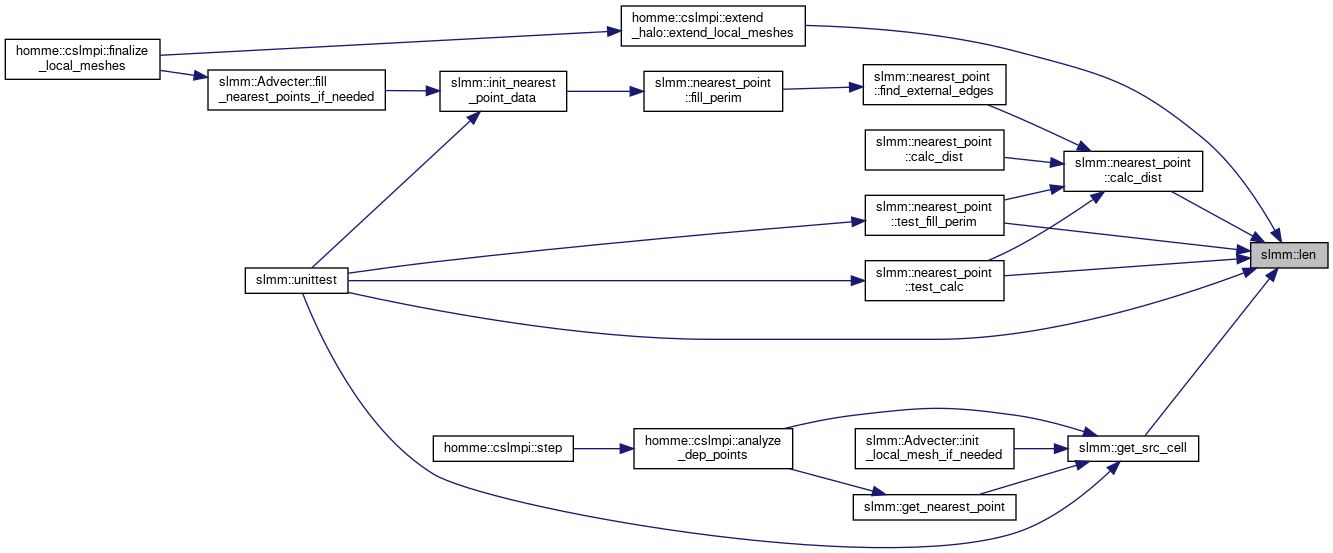 homme::cslmpi::extend
_halo::extend_local_meshes
homme::cslmpi::finalize
_local_meshes
slmm::Advecter::fill
_nearest_points_if_needed
slmm::init_nearest
_point_data
slmm::nearest_point
::fill_perim
slmm::nearest_point
::find_external_edges
slmm::nearest_point
::calc_dist
slmm::nearest_point
::calc_dist
slmm::nearest_point
::test_fill_perim
slmm::len
slmm::unittest
slmm::nearest_point
::test_calc
homme::cslmpi::step
homme::cslmpi::analyze
_dep_points
slmm::Advecter::init
_local_mesh_if_needed
slmm::get_src_cell
slmm::get_nearest_point